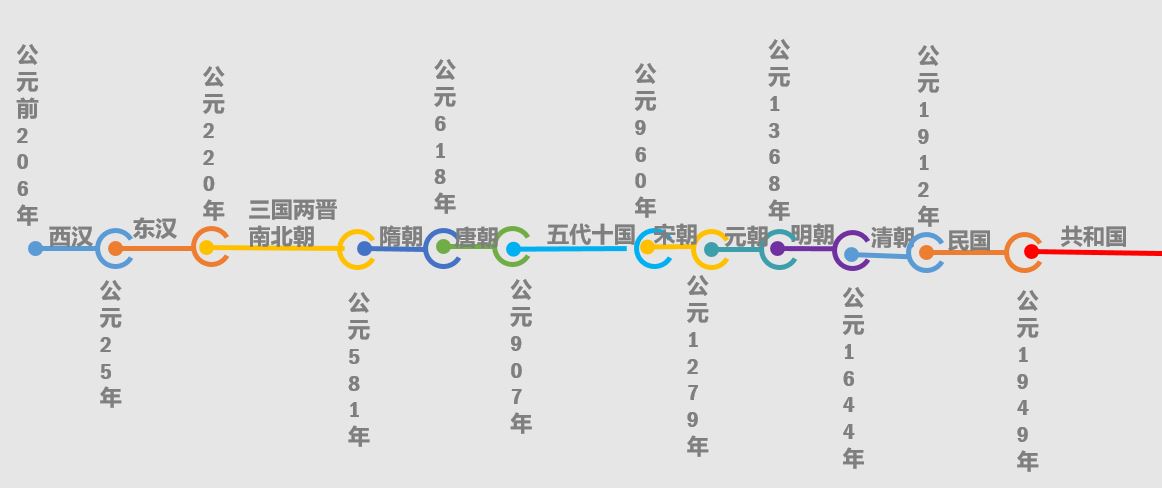 公元前206年
西汉
公元25年
东汉
公元220年
三国两晋
南北朝
公元581年
隋朝
公元618年
唐朝
公元907年
五代十国
公元960年
宋朝
公元1279年
元朝
公元1368年
明朝
公元1644年
清朝
公元1912年
民国
公元1949年
共和国